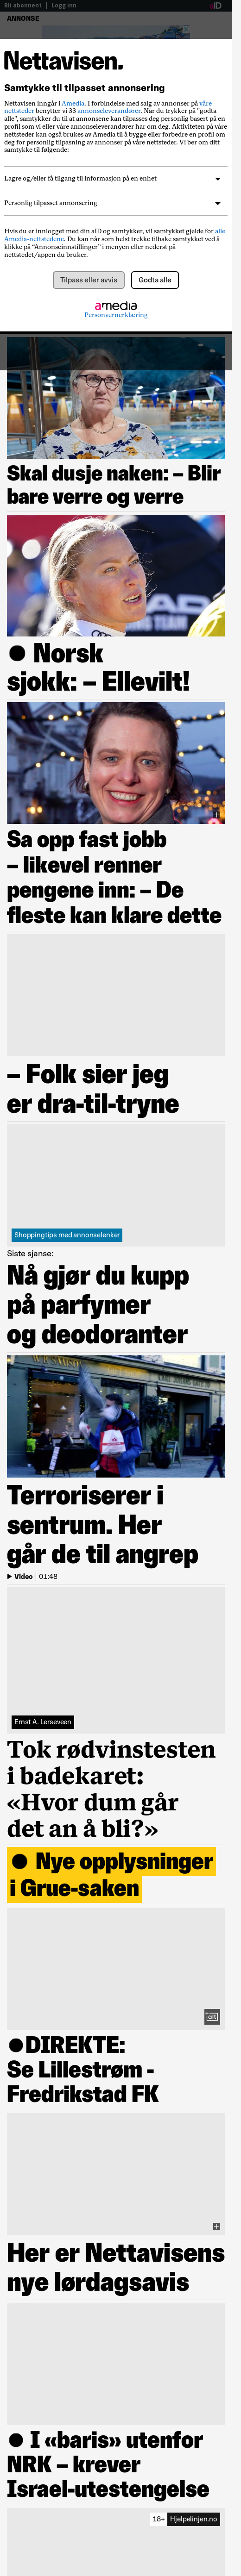 Bli abonnent | Logg inn
aID
ANNONSE
Nettavisen.
Samtykke til tilpasset annonsering
Nettavisen inngår i Amedia. I forbindelse med salg av annonser på våre
nettsteder benytter vi 33 annonseleverandører. Når du trykker på "godta
alle", samtykker du til at annonsene kan tilpasses deg personlig basert på en
profil som vi eller våre annonseleverandører har om deg. Aktiviteten på våre
nettsteder kan også brukes av Amedia til å bygge eller forbedre en profil om
deg for personlig tilpasning av annonser på våre nettsteder. Vi ber om ditt
samtykke til følgende:
Lagre og/eller få tilgang til informasjon på en enhet
Personlig tilpasset annonsering
Hvis du er innlogget med din aID og samtykker, vil samtykket gjelde for alle
Amedia-nettstedene. Du kan når som helst trekke tilbake samtykket ved å
klikke på “Annonseinnstillinger” i menyen eller nederst på
nettstedet/appen du bruker.
Tilpass eller avvis
Godta alle
amedia
Personvernerklæring
Skal dusje naken: – Blir
bare verre og verre
● Norsk
sjokk: – Ellevilt!
Sa opp fast jobb
– likevel renner
pengene inn: – De
fleste kan klare dette
– Folk sier jeg
er dra-til-tryne
Shoppingtips med annonselenker
Siste sjanse:
Nå gjør du kupp
på parfymer
og deodoranter
Terroriserer i
sentrum. Her
går de til angrep
Video | 01:48
Ernst A. Lersveen
Tok rødvinstesten
i badekaret:
«Hvor dum går
det an å bli?»
● Nye opplysninger
i Grue-saken
+alt
●DIREKTE:
Se Lillestrøm -
Fredrikstad FK
Her er Nettavisens
nye lørdagsavis
● I «baris» utenfor
NRK – krever
Israel-utestengelse
18+ Hjelpelinjen.no